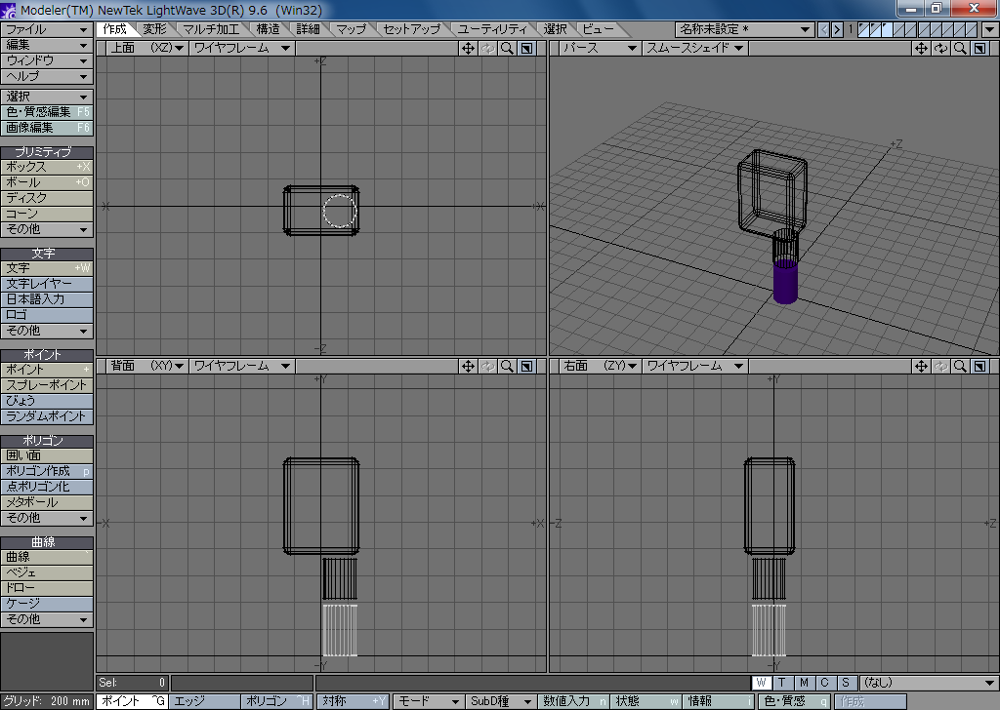 Modeler(TM) NewTek LightWave 3D(R) 9.6 (Win32)
ファイル 作成 変形 マルチ加工 構造 詳細 マップ セットアップ ユーティリティ 選択 ビュー 名称未設定 * < > 1
編集 上面 (XZ) ワイヤフレーム パース スムースシェイド
ウィンドウ
ヘルプ
選択
色・質感編集 F5
画像編集 F6
プリミティブ
ボックス +X
ボール +O
ディスク
コーン
その他
文字
文字 +W
文字レイヤー
日本語入力
ロゴ
その他
ポイント
ポイント +
スプレーポイント
びょう
ランダムポイント
ポリゴン
囲い面
ポリゴン作成 p
点ポリゴン化
メタボール
その他
曲線
曲線
ベジェ
ドロー
ケージ
その他
+Z
-X +X
-Z
+Z
背面 (XY) ワイヤフレーム 右面 (ZY) ワイヤフレーム
+Y
-X +X
-Y
+Y
-Z +Z
-Y
Sel: 0 W T M C S (なし)
グリッド: 200 mm ポイント ^G エッジ ポリゴン ^H 対称 +Y モード SubD種 数値入力 n 状態 w 情報 i 色・質感 q 作成